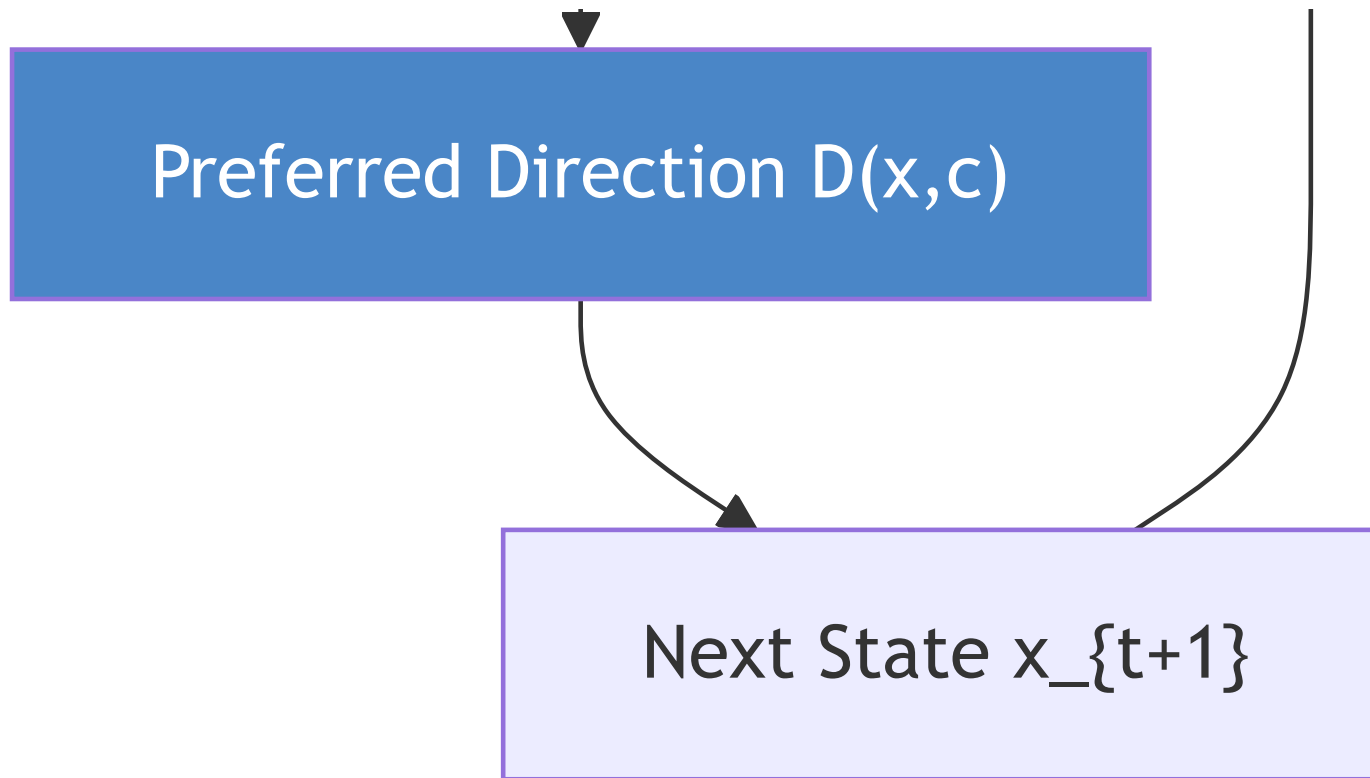 Preferred Direction D(x,c)
Next State x_{t+1}